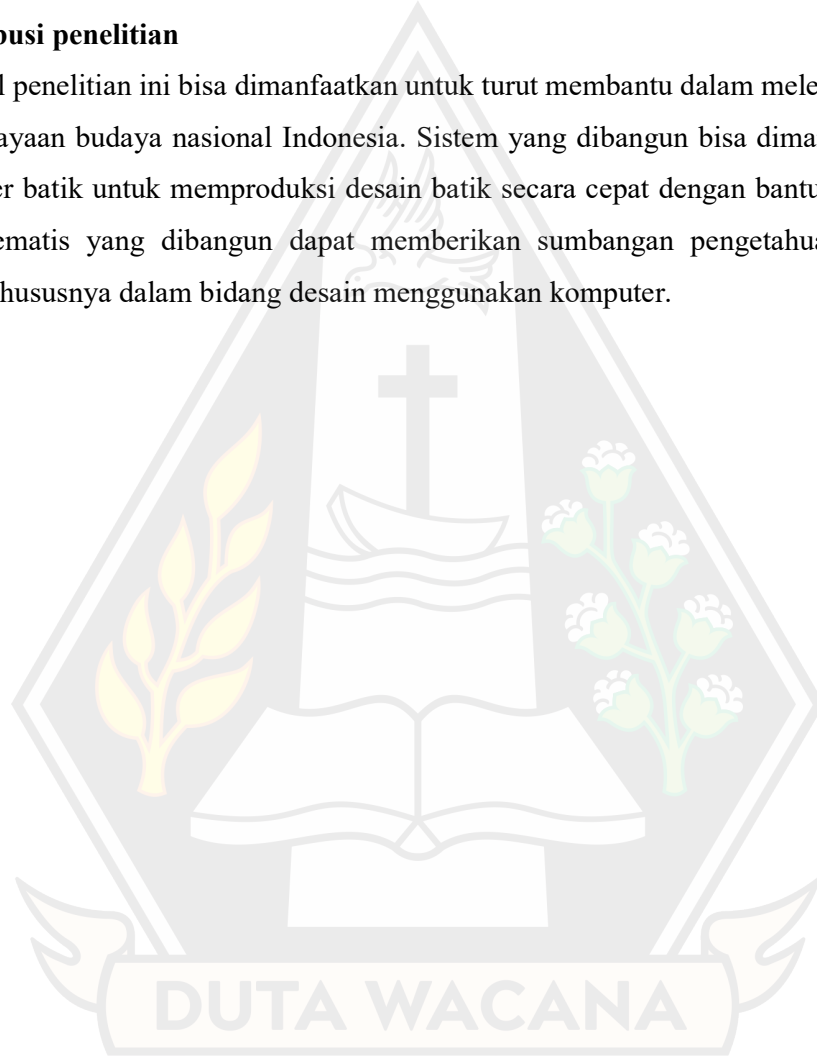 busi penelitian
l penelitian ini bisa dimanfaatkan untuk turut membantu dalam mele
ayaan budaya nasional Indonesia. Sistem yang dibangun bisa dima
er batik untuk memproduksi desain batik secara cepat dengan bantu
ematis yang dibangun dapat memberikan sumbangan pengetahua
hususnya dalam bidang desain menggunakan komputer.
DUTA WACANA